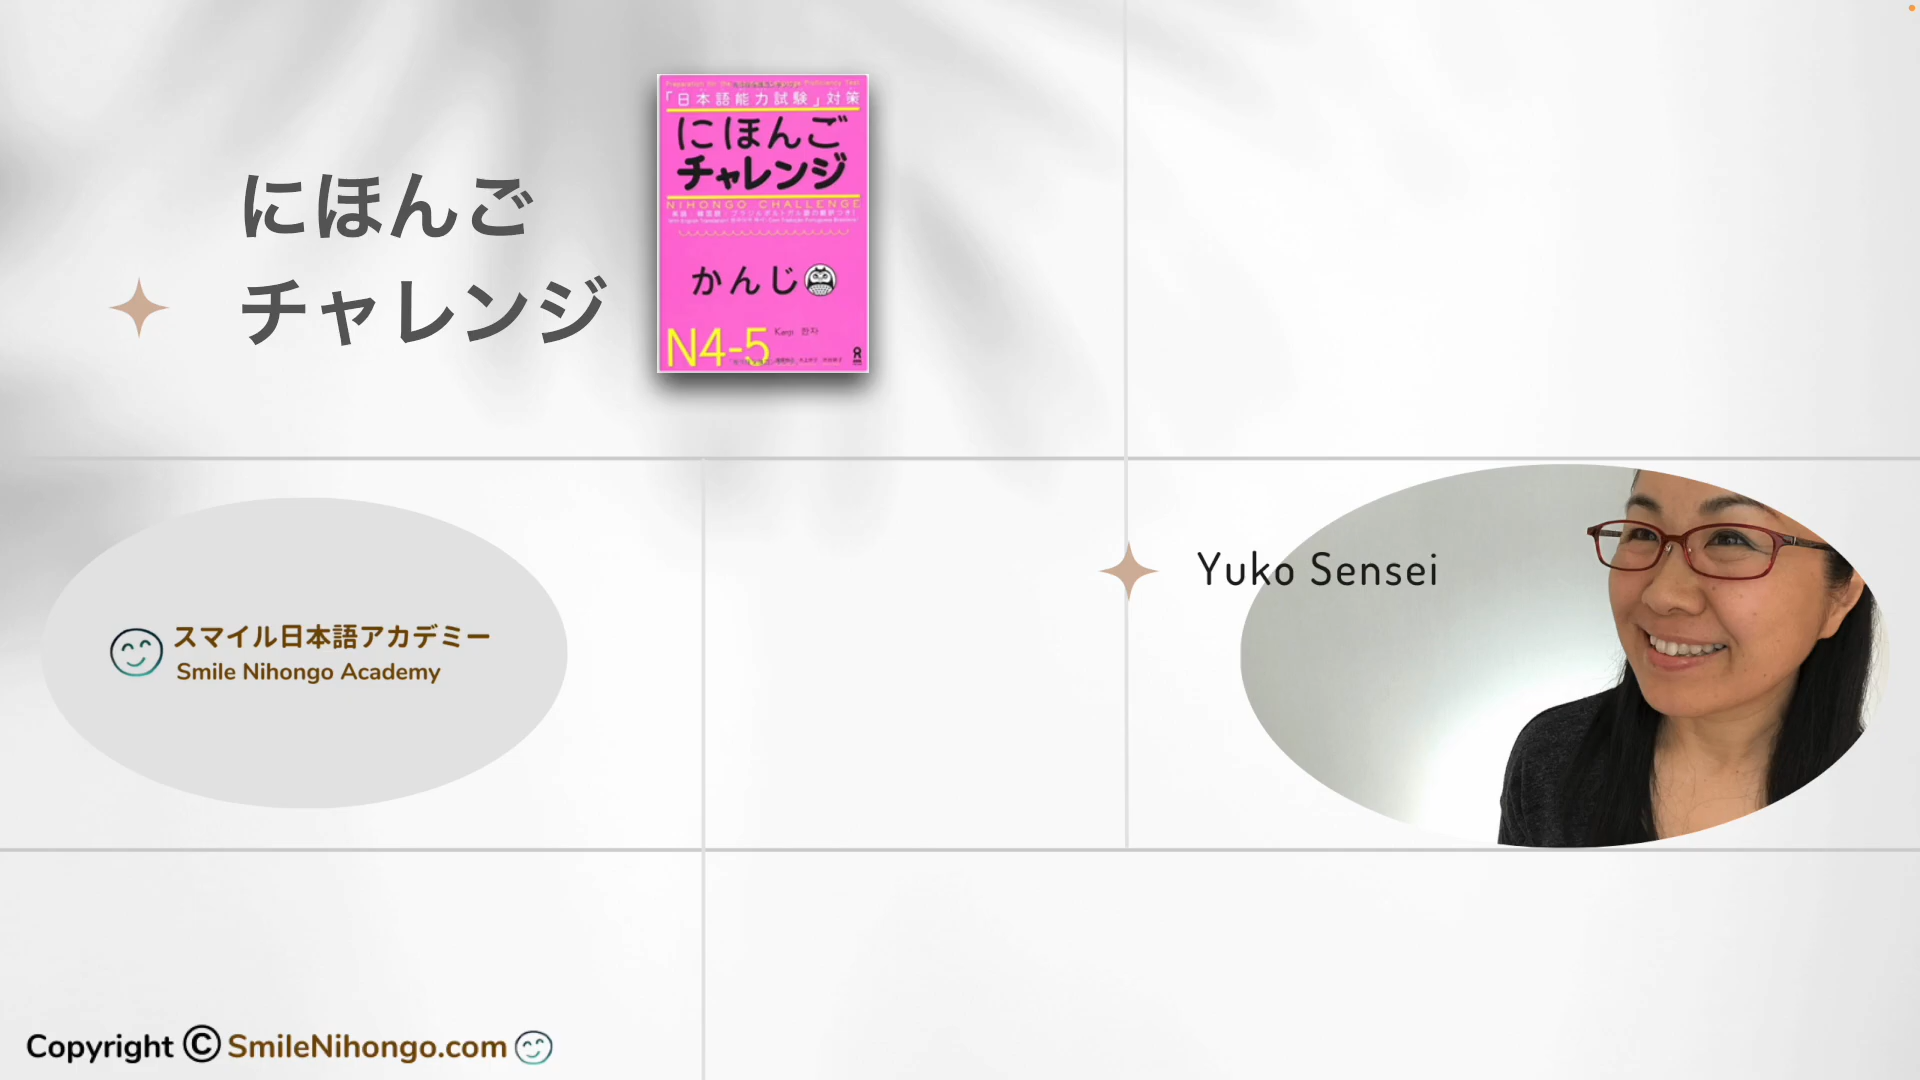 にほんご
チャレンジ
「日本語能力試験」対策
にほんご
チャレンジ
NIHONGO CHALLENGE
かんじ
Kanji 한자
N4-5
Yuko Sensei
スマイル日本語アカデミー
Smile Nihongo Academy
Copyright © SmileNihongo.com